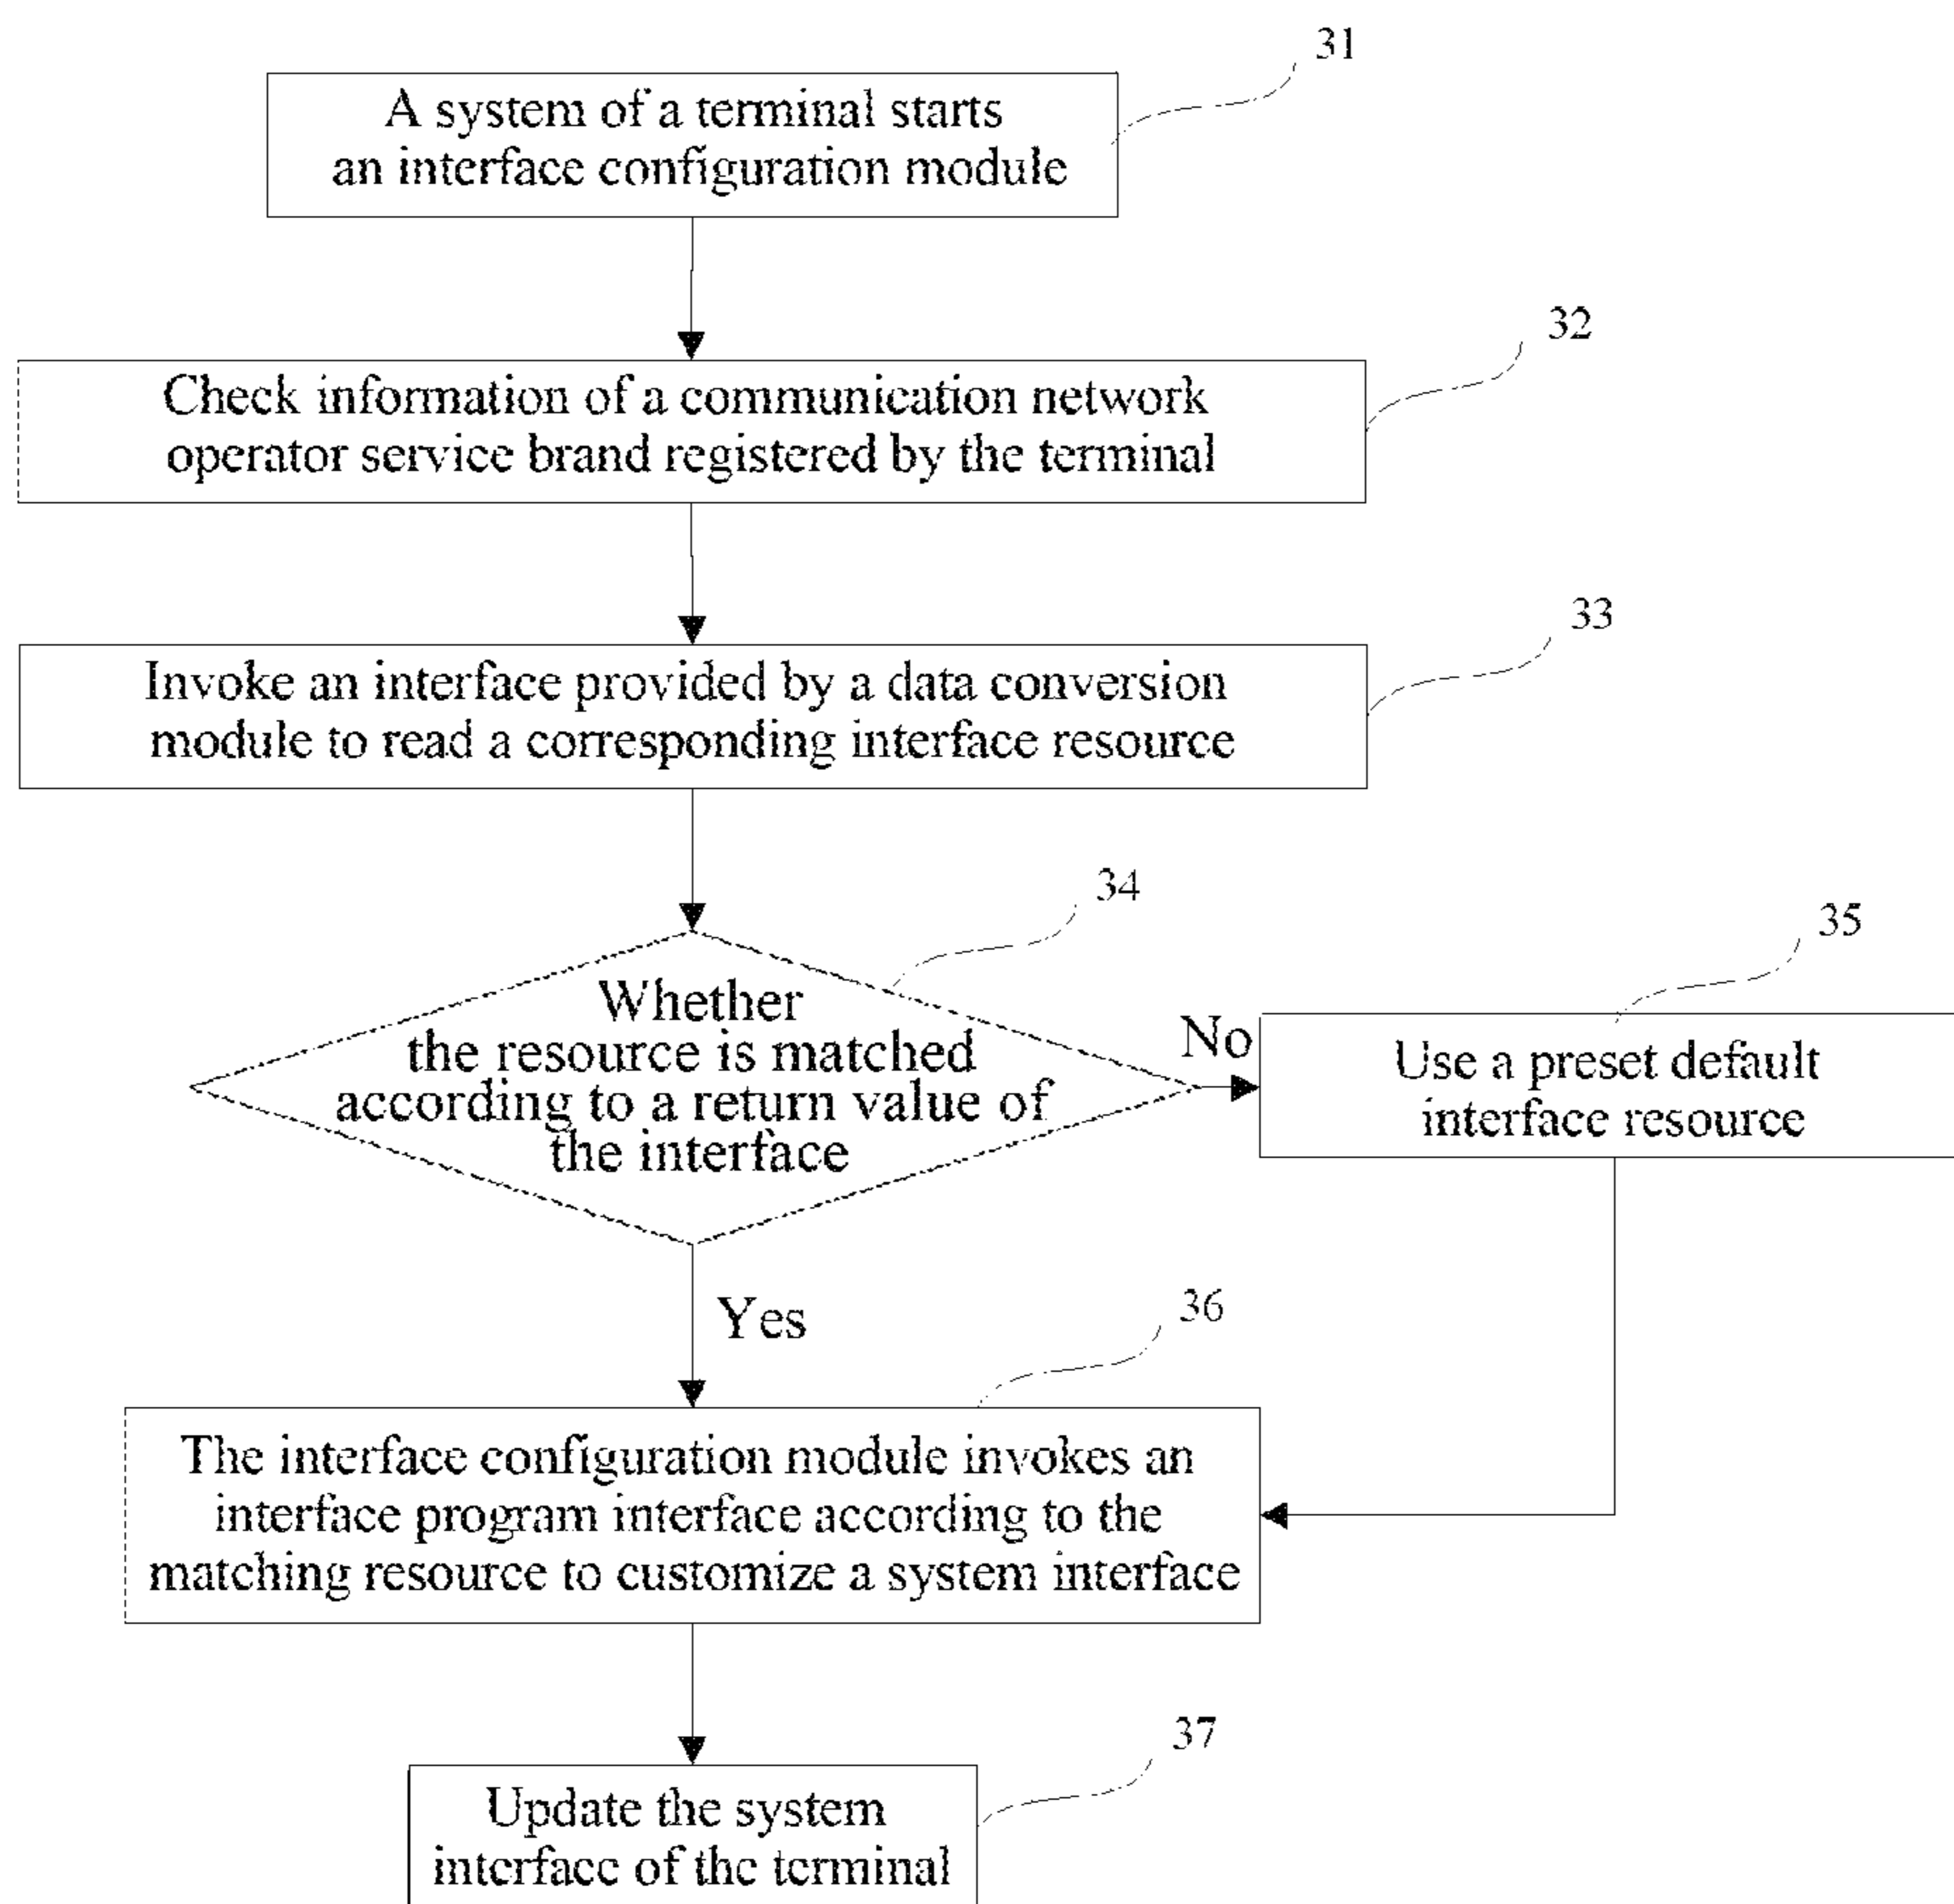 31
A system of a terminal starts
an interface configuration module
32
Check information of a communication network
operator service brand registered by the terminal
33
Invoke an interface provided by a data conversion
module to read a corresponding interface resource
34
35
Whether
the resource is matched
according to a return value of
the interface
No
Use a preset default
interface resource
Yes
36
The interface configuration module invokes an
interface program interface according to the
matching resource to customize a system interface
37
Update the system
interface of the terminal